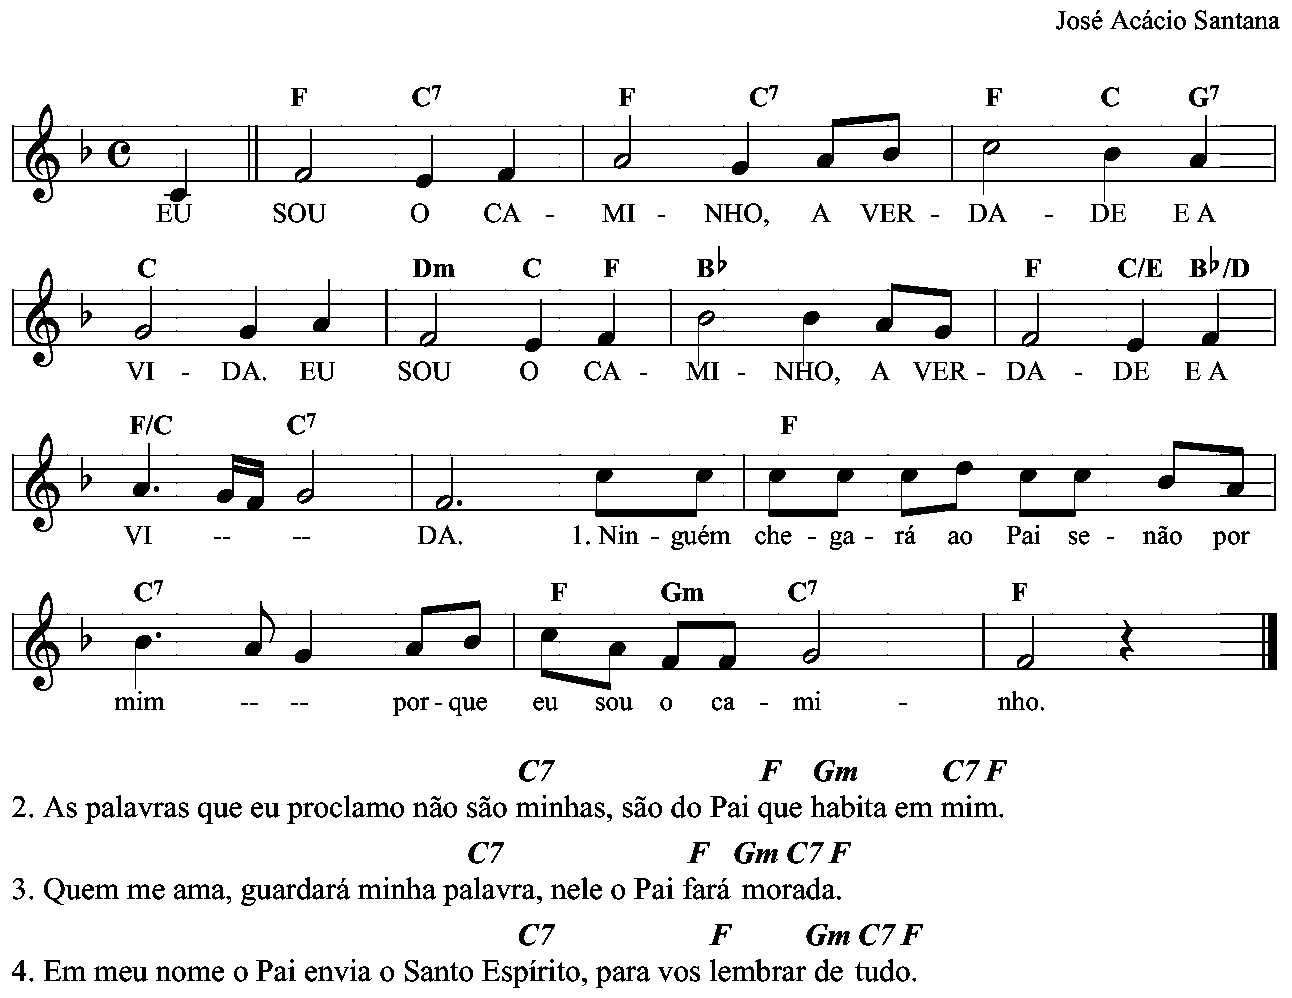 José Acácio Santana
F C7 F C7 F C G7
EU SOU O CA - MI - NHO, A VER - DA - DE E A
C Dm C F B♭ F C/E B♭/D
VI - DA. EU SOU O CA - MI - NHO, A VER - DA - DE E A
F/C C7 F
VI -- -- DA. 1. Nin - guém che - ga - rá ao Pai se - não por
C7 F Gm C7 F
mim -- -- por - que eu sou o ca - mi - nho.
C7 F Gm C7 F
2. As palavras que eu proclamo não são minhas, são do Pai que habita em mim.
C7 F Gm C7 F
3. Quem me ama, guardará minha palavra, nele o Pai fará morada.
C7 F Gm C7 F
4. Em meu nome o Pai envia o Santo Espírito, para vos lembrar de tudo.